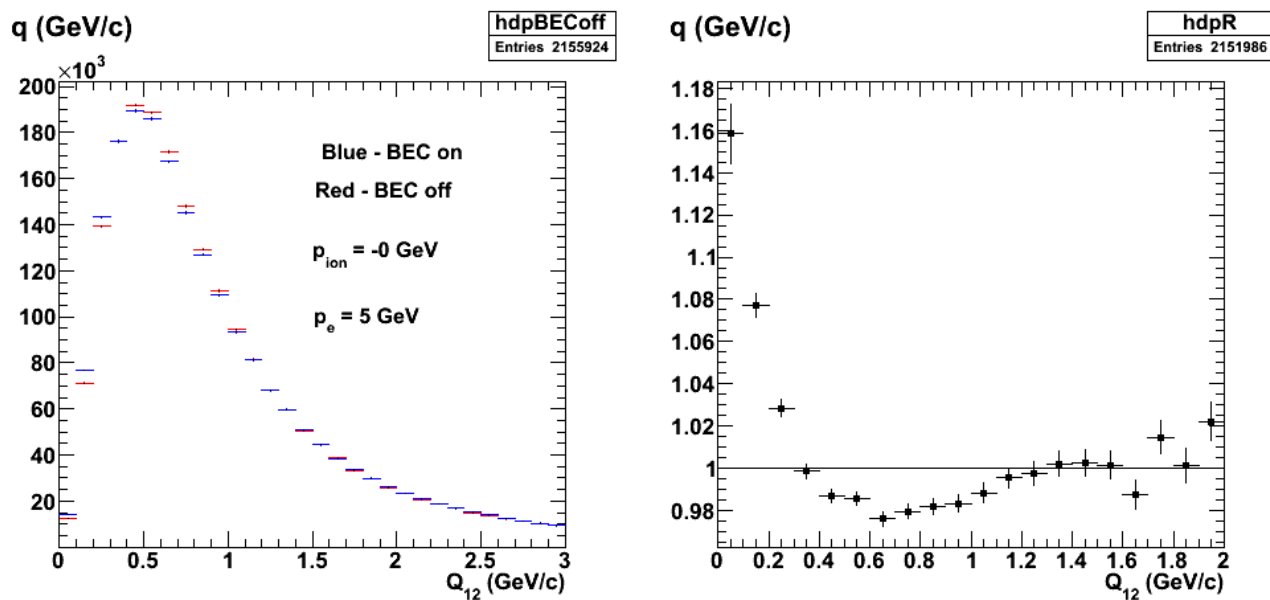 q (GeV/c)
hdpBECoff
Entries 2155924
×10³
200
180
160
140
120
100
80
60
40
20
Blue - BEC on
Red - BEC off
p_ion = -0 GeV
p_e = 5 GeV
0 0.5 1 1.5 2 2.5 3
Q_12 (GeV/c)
q (GeV/c)
hdpR
Entries 2151986
1.18
1.16
1.14
1.12
1.1
1.08
1.06
1.04
1.02
1
0.98
0 0.2 0.4 0.6 0.8 1 1.2 1.4 1.6 1.8 2
Q_12 (GeV/c)